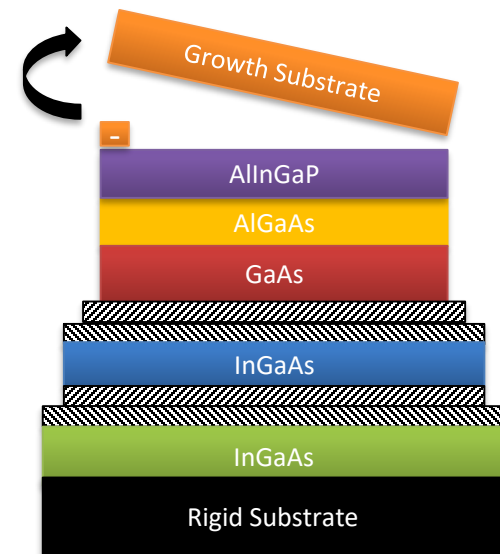 Growth Substrate
-
AlInGaP
AlGaAs
GaAs
InGaAs
InGaAs
Rigid Substrate